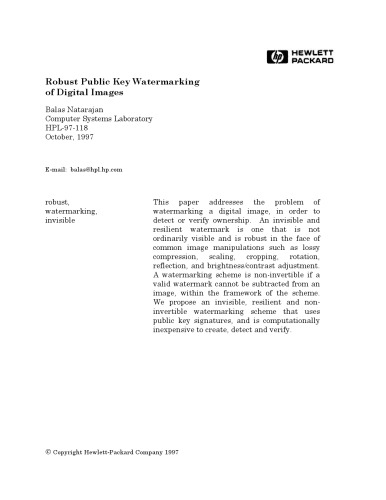 hp HEWLETT
PACKARD
Robust Public Key Watermarking
of Digital Images
Balas Natarajan
Computer Systems Laboratory
HPL-97-118
October, 1997
E-mail: balas@hpl.hp.com
robust,
watermarking,
invisible
This paper addresses the problem of
watermarking a digital image, in order to
detect or verify ownership. An invisible and
resilient watermark is one that is not
ordinarily visible and is robust in the face of
common image manipulations such as lossy
compression, scaling, cropping, rotation,
reflection, and brightness/contrast adjustment.
A watermarking scheme is non-invertible if a
valid watermark cannot be subtracted from an
image, within the framework of the scheme.
We propose an invisible, resilient and non-
invertible watermarking scheme that uses
public key signatures, and is computationally
inexpensive to create, detect and verify.
© Copyright Hewlett-Packard Company 1997